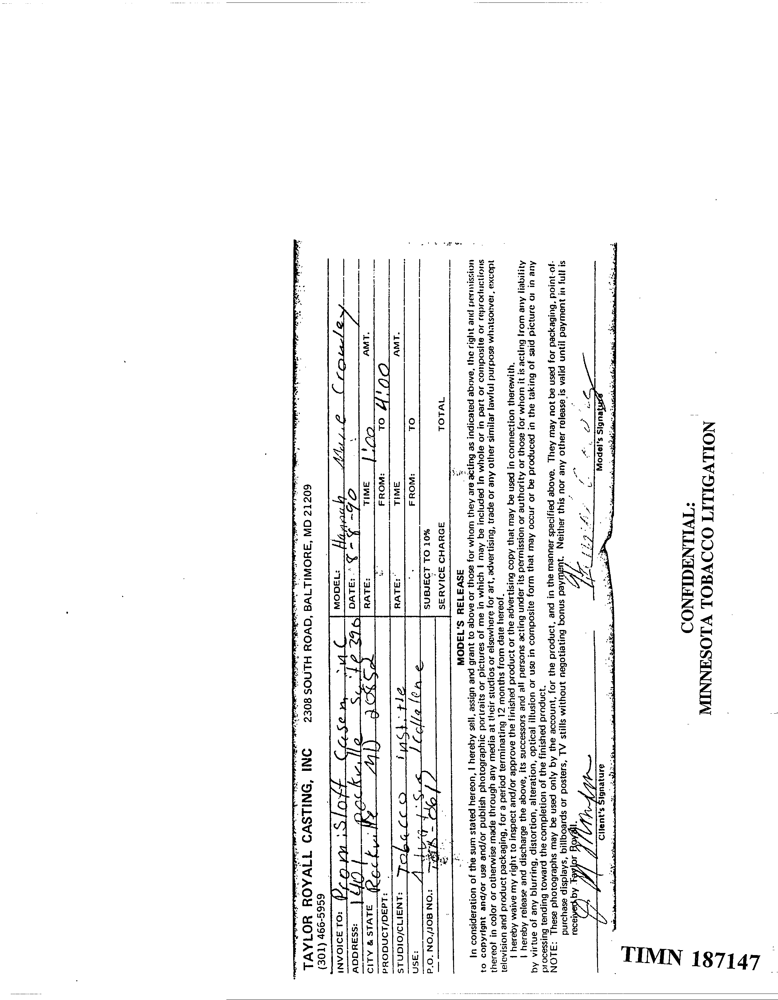 TAYLOR ROYALL CASTING, INC 2308 SOUTH ROAD, BALTIMORE, MD 21209
(301) 466-5959
INVOICE TO: Promisloff Casem inc MODEL: Hannah Crowley
ADDRESS: 1401 Rockville Suite 390 DATE: 8-8-90
CITY & STATE Rockville MD 20852 RATE: TIME 1:00 AMT.
PRODUCT/DEPT: FROM: TO 4:00
STUDIO/CLIENT: Tobacco Institute RATE: TIME AMT.
USE: FROM: TO
P.O. NO./JOB NO.: SUBJECT TO 10%
SERVICE CHARGE TOTAL
MODEL'S RELEASE
In consideration of the sum stated hereon, I hereby sell, assign and grant to above or those for whom they are acting as indicated above, the right and permission
to copyright and/or use and/or publish photographic portraits or pictures of me in which I may be included in whole or in part or composite or reproductions
thereof in color or otherwise made through any media at their studios or elsewhere for art, advertising, trade or any other similar lawful purpose whatsoever, except
television and product packaging, for a period terminating 12 months from date hereof.
I hereby waive my right to inspect and/or approve the finished product or the advertising copy that may be used in connection therewith.
I hereby release and discharge the above, its successors and all persons acting under its permission or authority or those for whom it is acting from any liability
by virtue of any blurring, distortion, alteration, optical illusion or use in composite form that may occur or be produced in the taking of said picture or in any
processing tending toward the completion of the finished product.
NOTE: These photographs may be used only by the account, for the product, and in the manner specified above. They may not be used for packaging, point-of-
purchase displays, billboards or posters, TV stills without negotiating bonus payment. Neither this nor any other release is valid until payment in full is
received by Taylor Royall.
Client's Signature Model's Signature
CONFIDENTIAL:
MINNESOTA TOBACCO LITIGATION
TIMN 187147